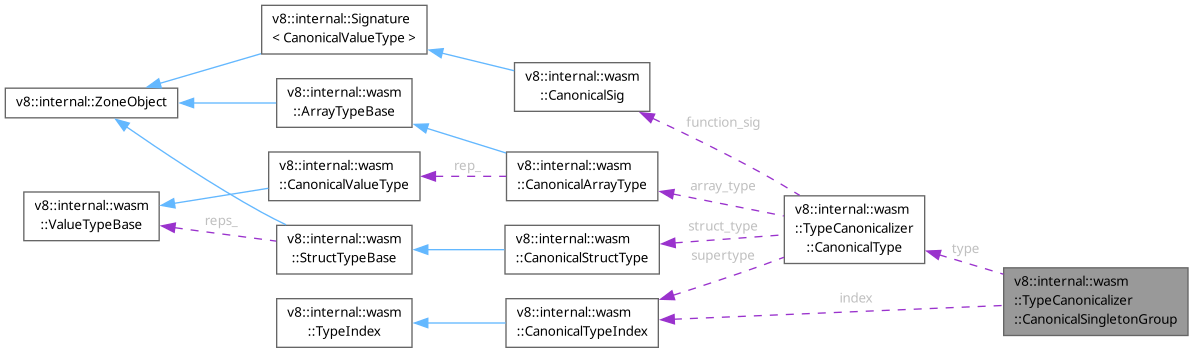 v8::internal::Signature
< CanonicalValueType >
v8::internal::wasm
::CanonicalSig
v8::internal::ZoneObject
v8::internal::wasm
::ArrayTypeBase
function_sig
v8::internal::wasm
::CanonicalValueType
rep_
v8::internal::wasm
::CanonicalArrayType
array_type
v8::internal::wasm
::ValueTypeBase
reps_
v8::internal::wasm
::StructTypeBase
v8::internal::wasm
::CanonicalStructType
struct_type
v8::internal::wasm
::TypeCanonicalizer
::CanonicalType
supertype
type
v8::internal::wasm
::TypeIndex
v8::internal::wasm
::CanonicalTypeIndex
index
v8::internal::wasm
::TypeCanonicalizer
::CanonicalSingletonGroup